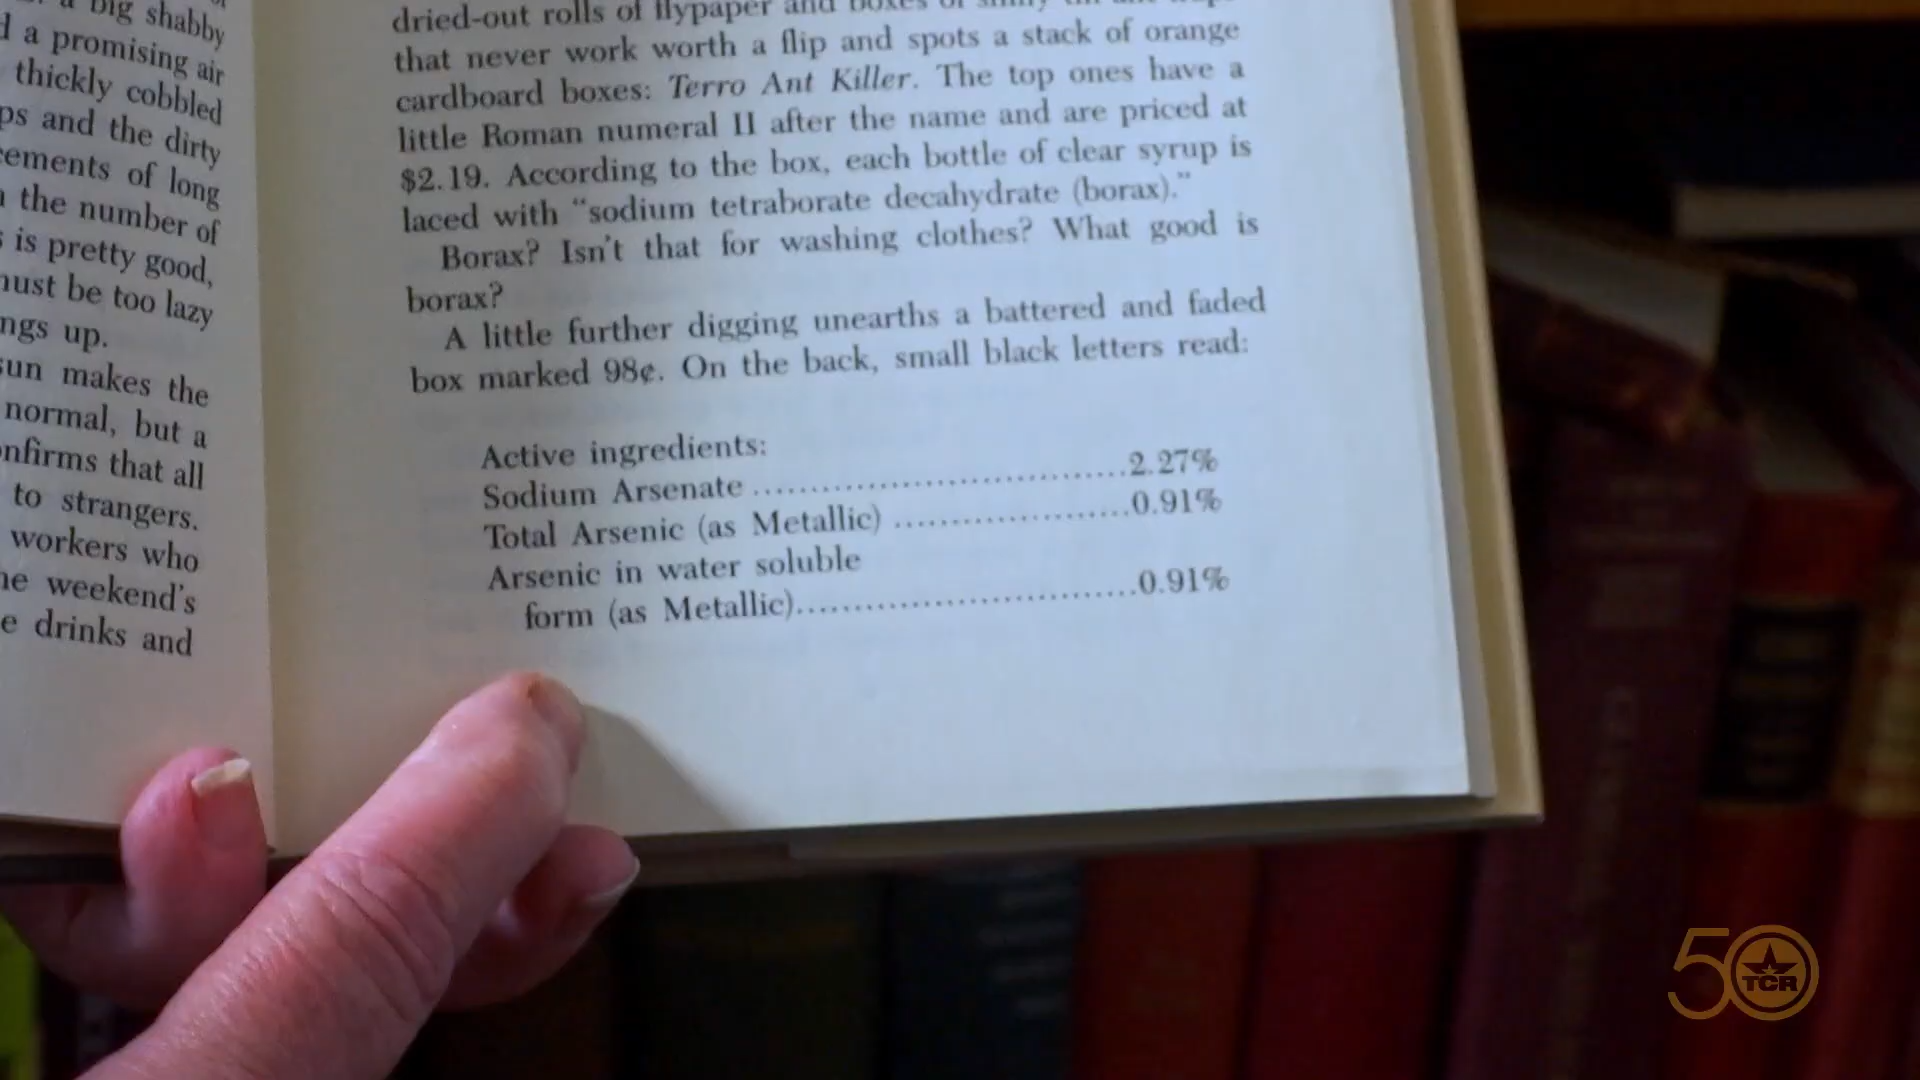 big shabby
a promising air
thickly cobbled
and the dirty
of long
the number of
is pretty good,
must be too lazy
up.
sun makes the
normal, but a
confirms that all
to strangers.
workers who
weekend's
drinks and
dried-out rolls of flypaper and boxes of
that never work worth a flip and spots a stack of orange
cardboard boxes: Terro Ant Killer. The top ones have a
little Roman numeral II after the name and are priced at
$2.19. According to the box, each bottle of clear syrup is
laced with “sodium tetraborate decahydrate (borax).”
Borax? Isn't that for washing clothes? What good is
borax?
A little further digging unearths a battered and faded
box marked 98¢. On the back, small black letters read:
Active ingredients:
Sodium Arsenate ..............................2.27%
Total Arsenic (as Metallic) ....................0.91%
Arsenic in water soluble
form (as Metallic)............................0.91%
50
TCR